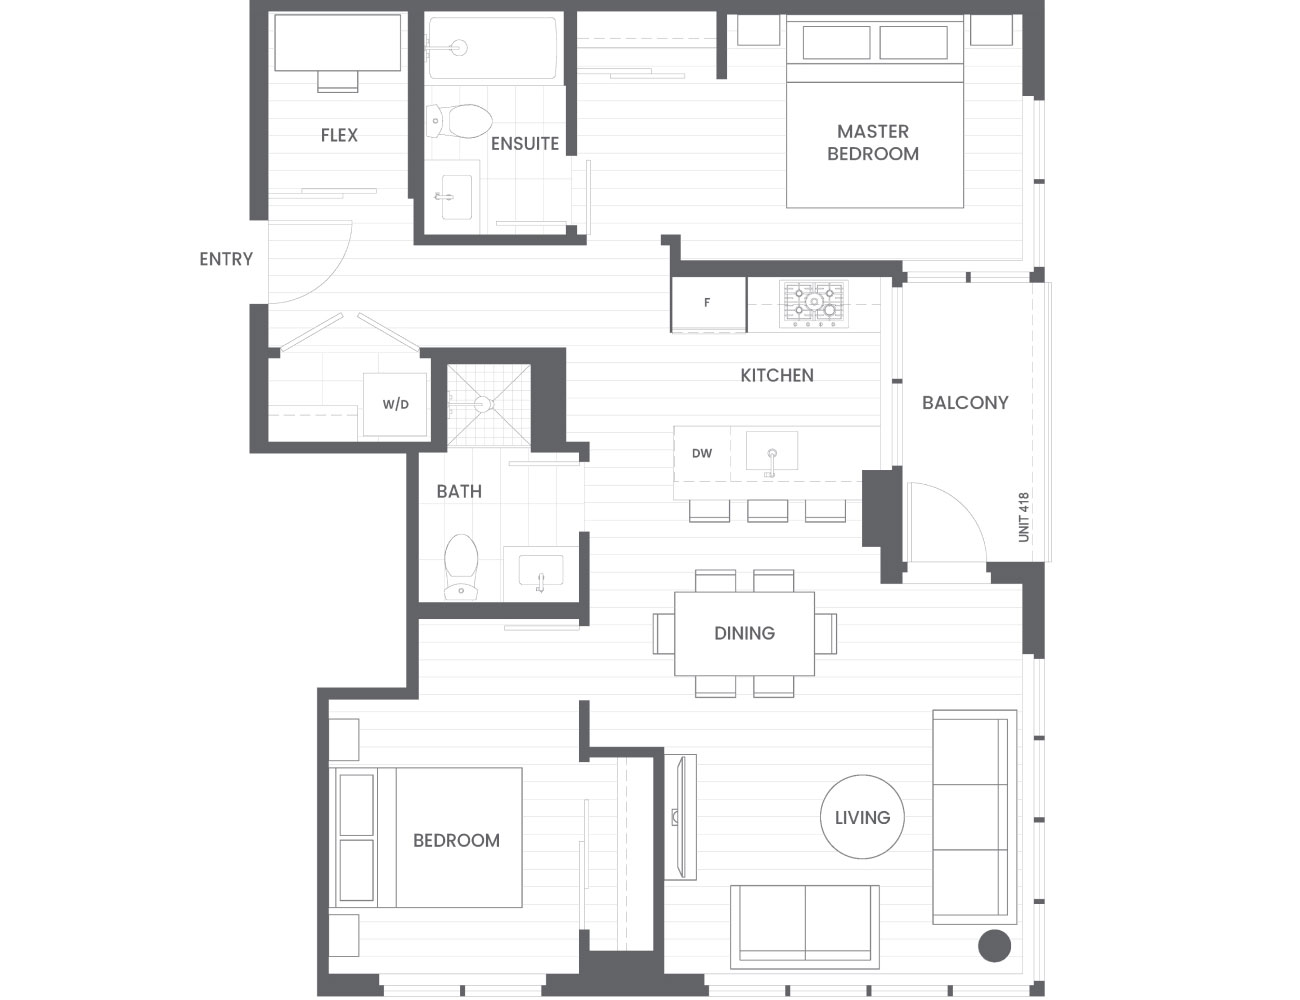 FLEX
ENSUITE
MASTER
BEDROOM
ENTRY
F
KITCHEN
W/D
BALCONY
DW
BATH
UNIT 418
DINING
LIVING
BEDROOM